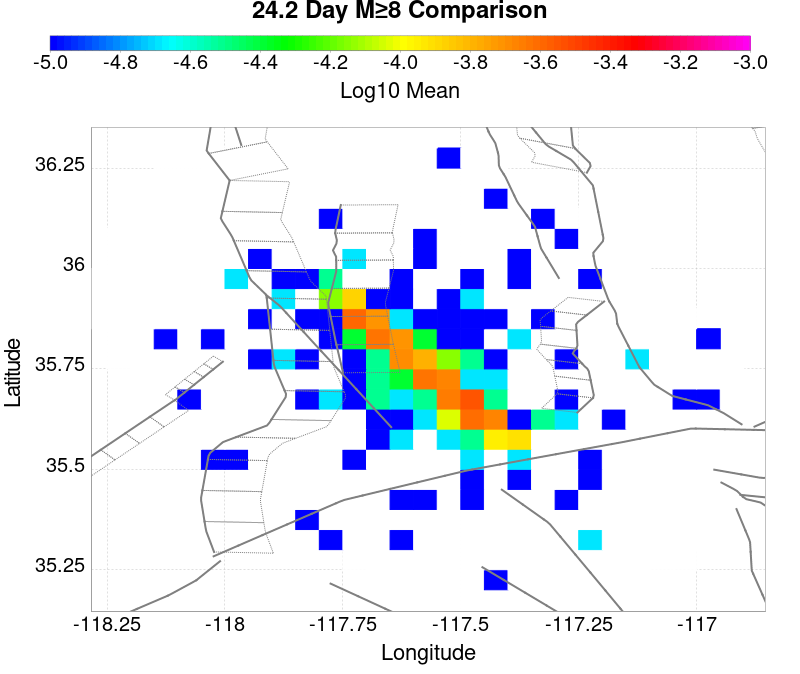 24.2 Day M≥8 Comparison
-5.0 -4.8 -4.6 -4.4 -4.2 -4.0 -3.8 -3.6 -3.4 -3.2 -3.0
Log10 Mean
36.25
36
35.75
35.5
35.25
Latitude
-118.25 -118 -117.75 -117.5 -117.25 -117
Longitude